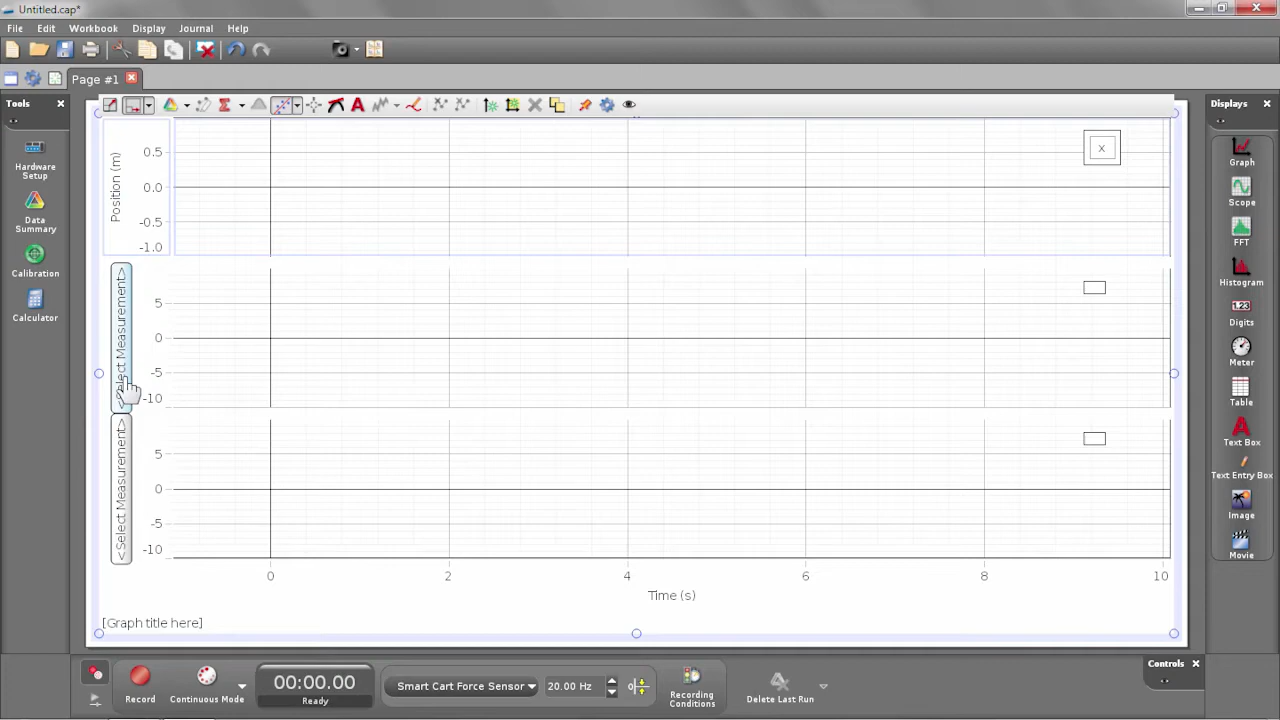 Untitled.cap*
File Edit Workbook Display Journal Help
Page #1
Tools
Hardware
Setup
Data
Summary
Calibration
Calculator
Position (m)
0.5
0.0
-0.5
-1.0
x
<Select Measurement>
5
0
-5
-10
<Select Measurement>
5
0
-5
-10
0 2 4 6 8 10
Time (s)
[Graph title here]
Displays
Graph
Scope
FFT
Histogram
1.23
Digits
Meter
Table
Text Box
Text Entry Box
Image
Movie
Record
Continuous Mode
00:00.00
Ready
Smart Cart Force Sensor
20.00 Hz
Recording
Conditions
Delete Last Run
Controls